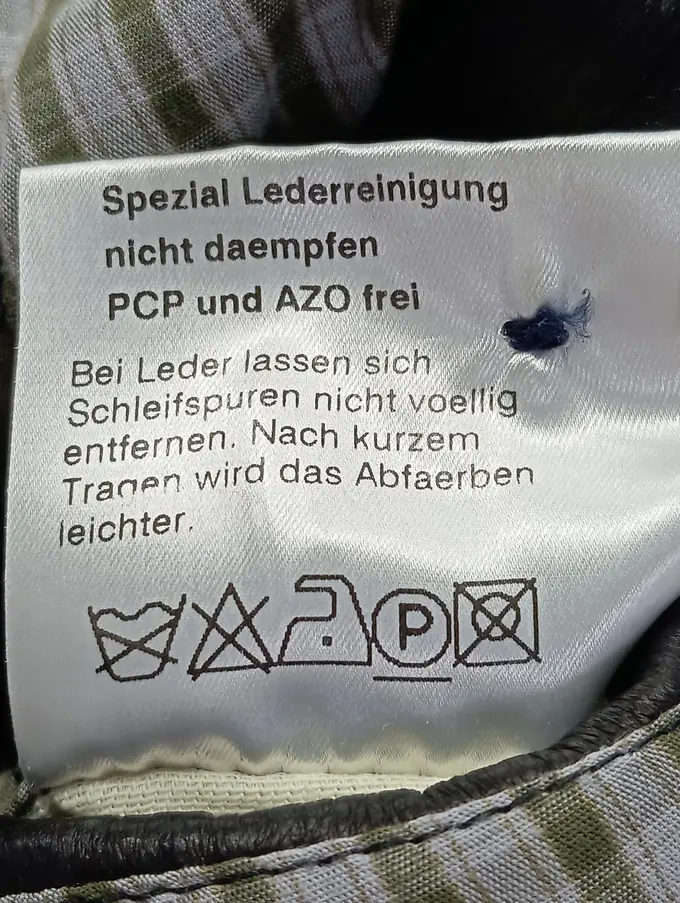 Spezial Lederreinigung
nicht daempfen
PCP und AZO frei
Bei Leder lassen sich
Schleifspuren nicht voellig
entfernen. Nach kurzem
Tragen wird das Abfaerben
leichter.
P